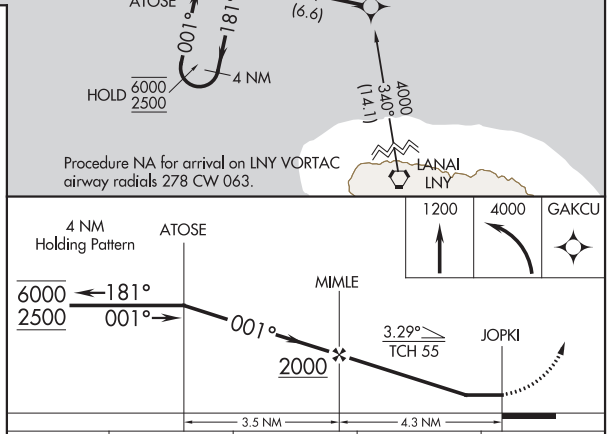 ATOSE
001°
181°
(6.6)
HOLD 6000
2500
4 NM
4000
340°
(14.1)
Procedure NA for arrival on LNY VORTAC
airway radials 278 CW 063.
LANAI
LNY
1200 4000 GAKCU
4 NM
Holding Pattern
ATOSE
MIMLE
JOPKI
6000
2500
181°
001°
001°
2000
3.29°
TCH 55
3.5 NM
4.3 NM